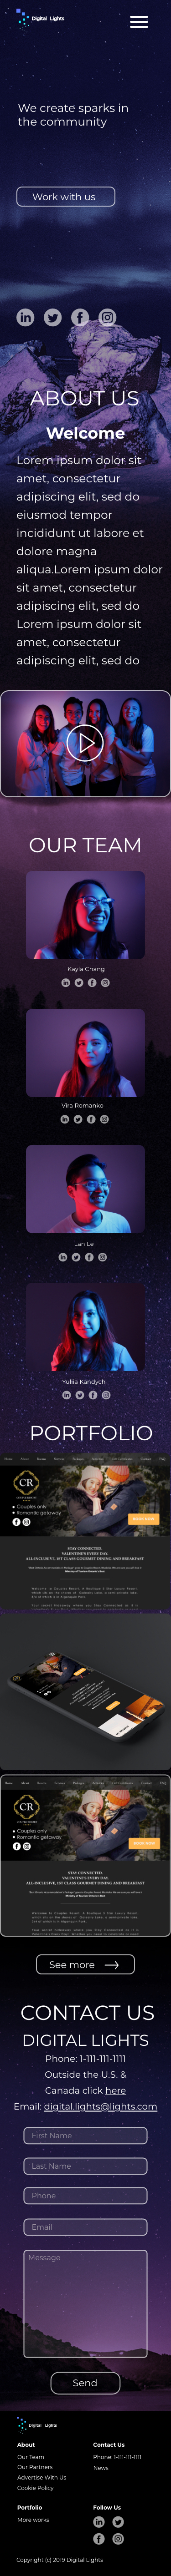 Digital Lights
We create sparks in
the community
Work with us
ABOUT US
Welcome
Lorem ipsum dolor sit
amet, consectetur
adipiscing elit, sed do
eiusmod tempor
incididunt ut labore et
dolore magna
aliqua.Lorem ipsum dolor
sit amet, consectetur
adipiscing elit, sed do
Lorem ipsum dolor sit
amet, consectetur
adipiscing elit, sed do
OUR TEAM
Kayla Chang
Vira Romanko
Lan Le
Yuliia Kandych
PORTFOLIO
CR
Couples only
Romantic getaway
BOOK NOW
STAY CONNECTED.
VALENTINE'S EVERY DAY.
ALL-INCLUSIVE, 1ST CLASS GOURMET DINING AND BREAKFAST
CR
Couples only
Romantic getaway
BOOK NOW
STAY CONNECTED.
VALENTINE'S EVERY DAY.
ALL-INCLUSIVE, 1ST CLASS GOURMET DINING AND BREAKFAST
See more
CONTACT US
DIGITAL LIGHTS
Phone: 1-111-111-1111
Outside the U.S. &
Canada click here
Email: digital.lights@lights.com
First Name
Last Name
Phone
Email
Message
Send
Digital Lights
About
Our Team
Our Partners
Advertise With Us
Cookie Policy
Contact Us
Phone: 1-111-111-1111
News
Portfolio
More works
Follow Us
Copyright (c) 2019 Digital Lights